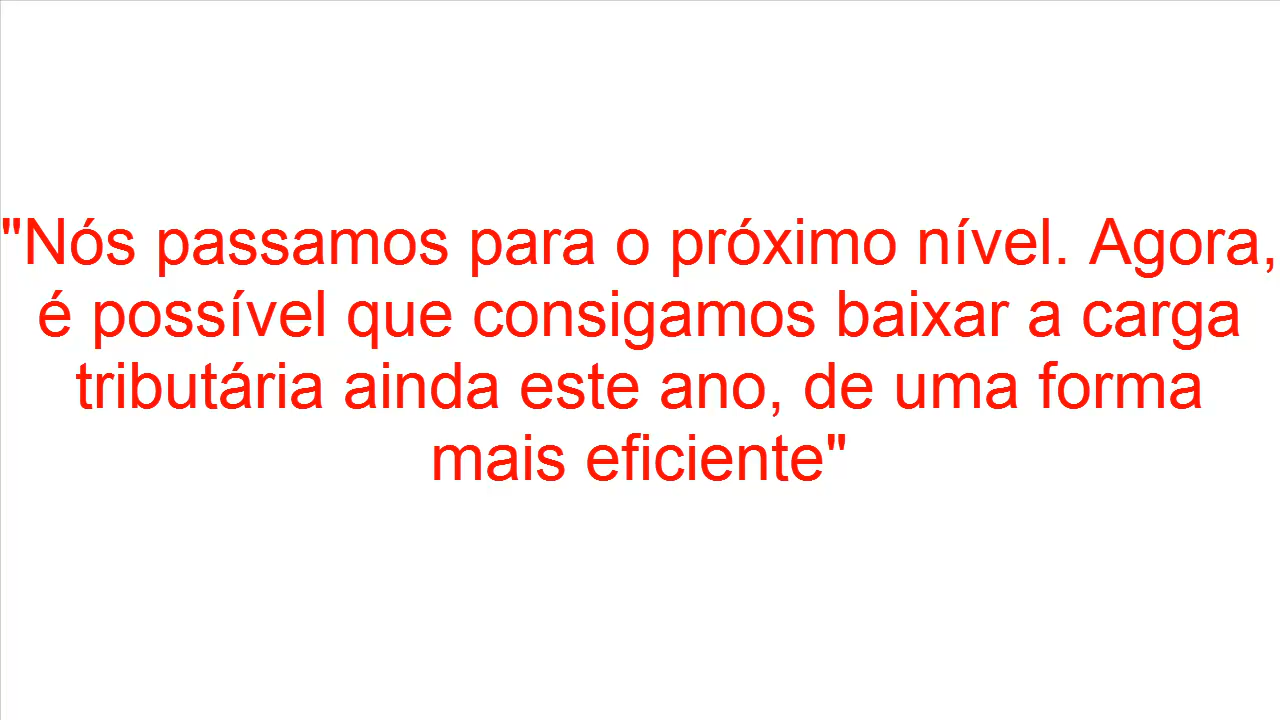 "Nós passamos para o próximo nível. Agora,
é possível que consigamos baixar a carga
tributária ainda este ano, de uma forma
mais eficiente"